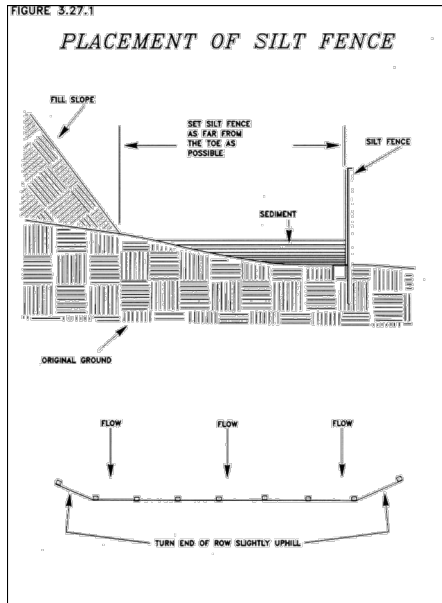 FIGURE 3.27.1
PLACEMENT OF SILT FENCE
FILL SLOPE
SET SILT FENCE
AS FAR FROM
THE TOE AS
POSSIBLE
SILT FENCE
SEDIMENT
ORIGINAL GROUND
FLOW
FLOW
FLOW
TURN END OF ROW SLIGHTLY UPHILL